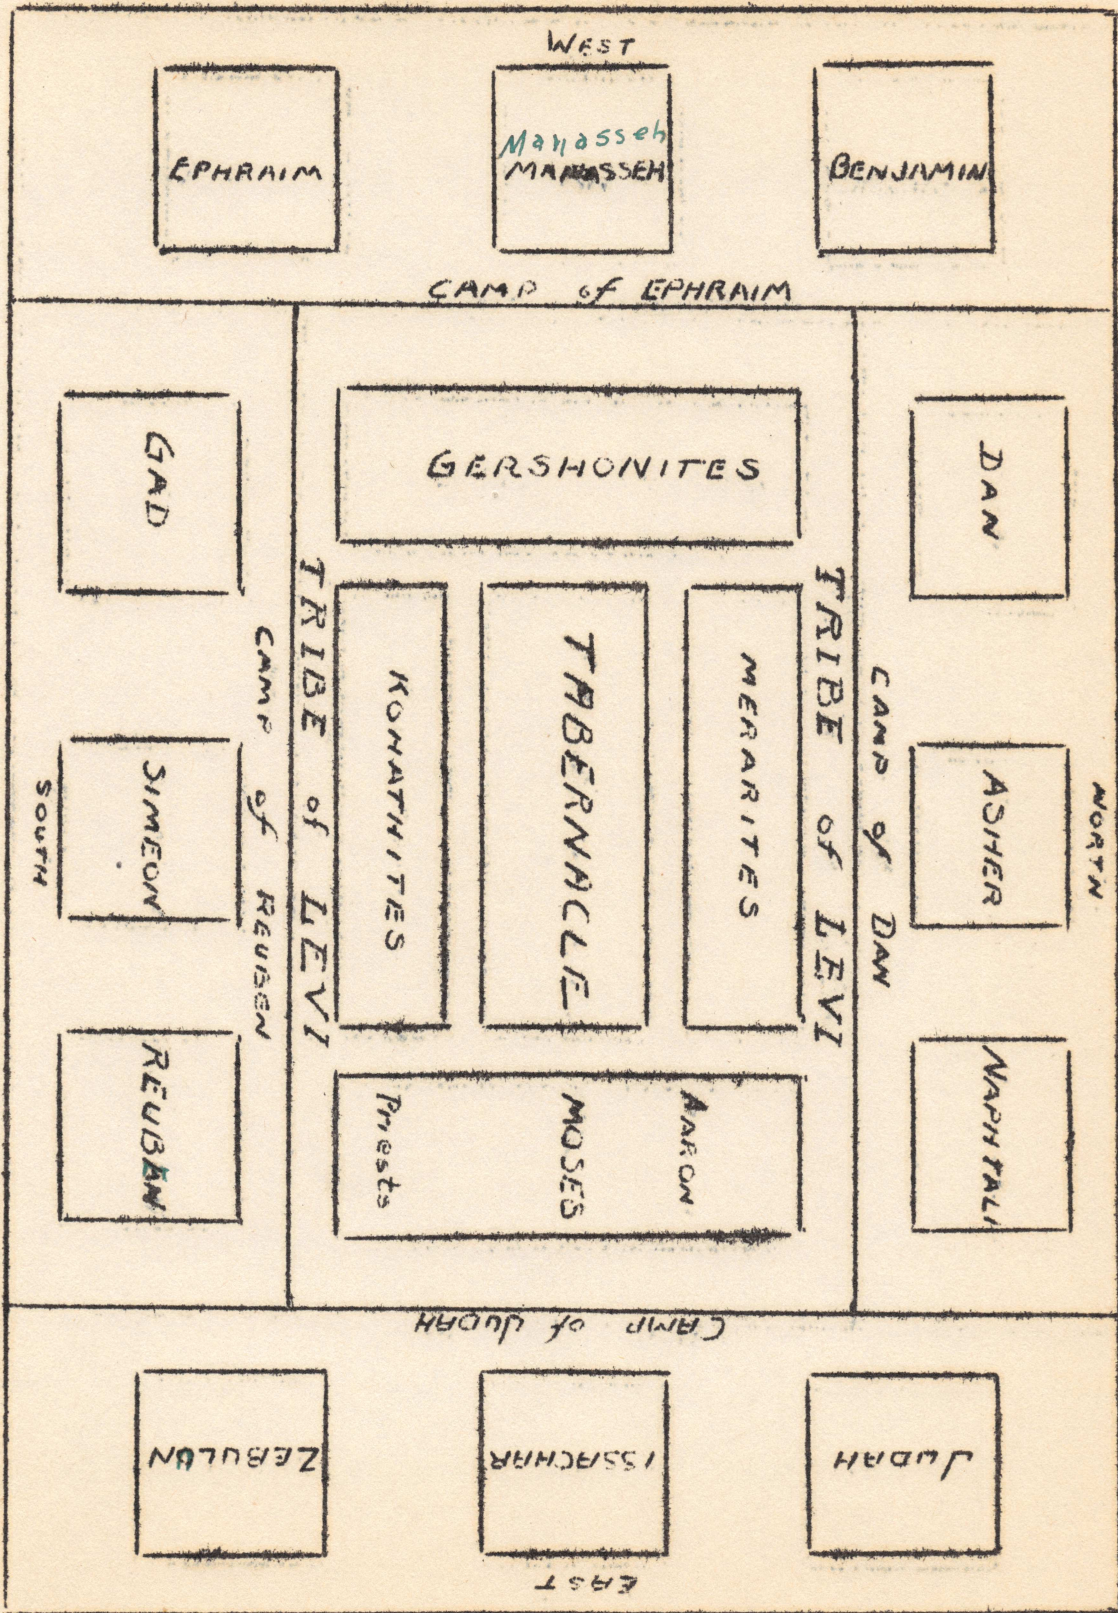 WEST
EPHRAIM
Manasseh
MANASSEH
BENJAMIN
CAMP of EPHRAIM
GAD
SIMEON
REUBEN
SOUTH
CAMP of REUBEN
TRIBE of LEVI
GERSHONITES
KOHATHITES
TABERNACLE
MERARITES
TRIBE of LEVI
CAMP of DAN
DAN
ASHER
NAPHTALI
NORTH
Priests
MOSES
AARON
CAMP of JUDAH
JUDAH
ISSACHAR
ZEBULUN
EAST